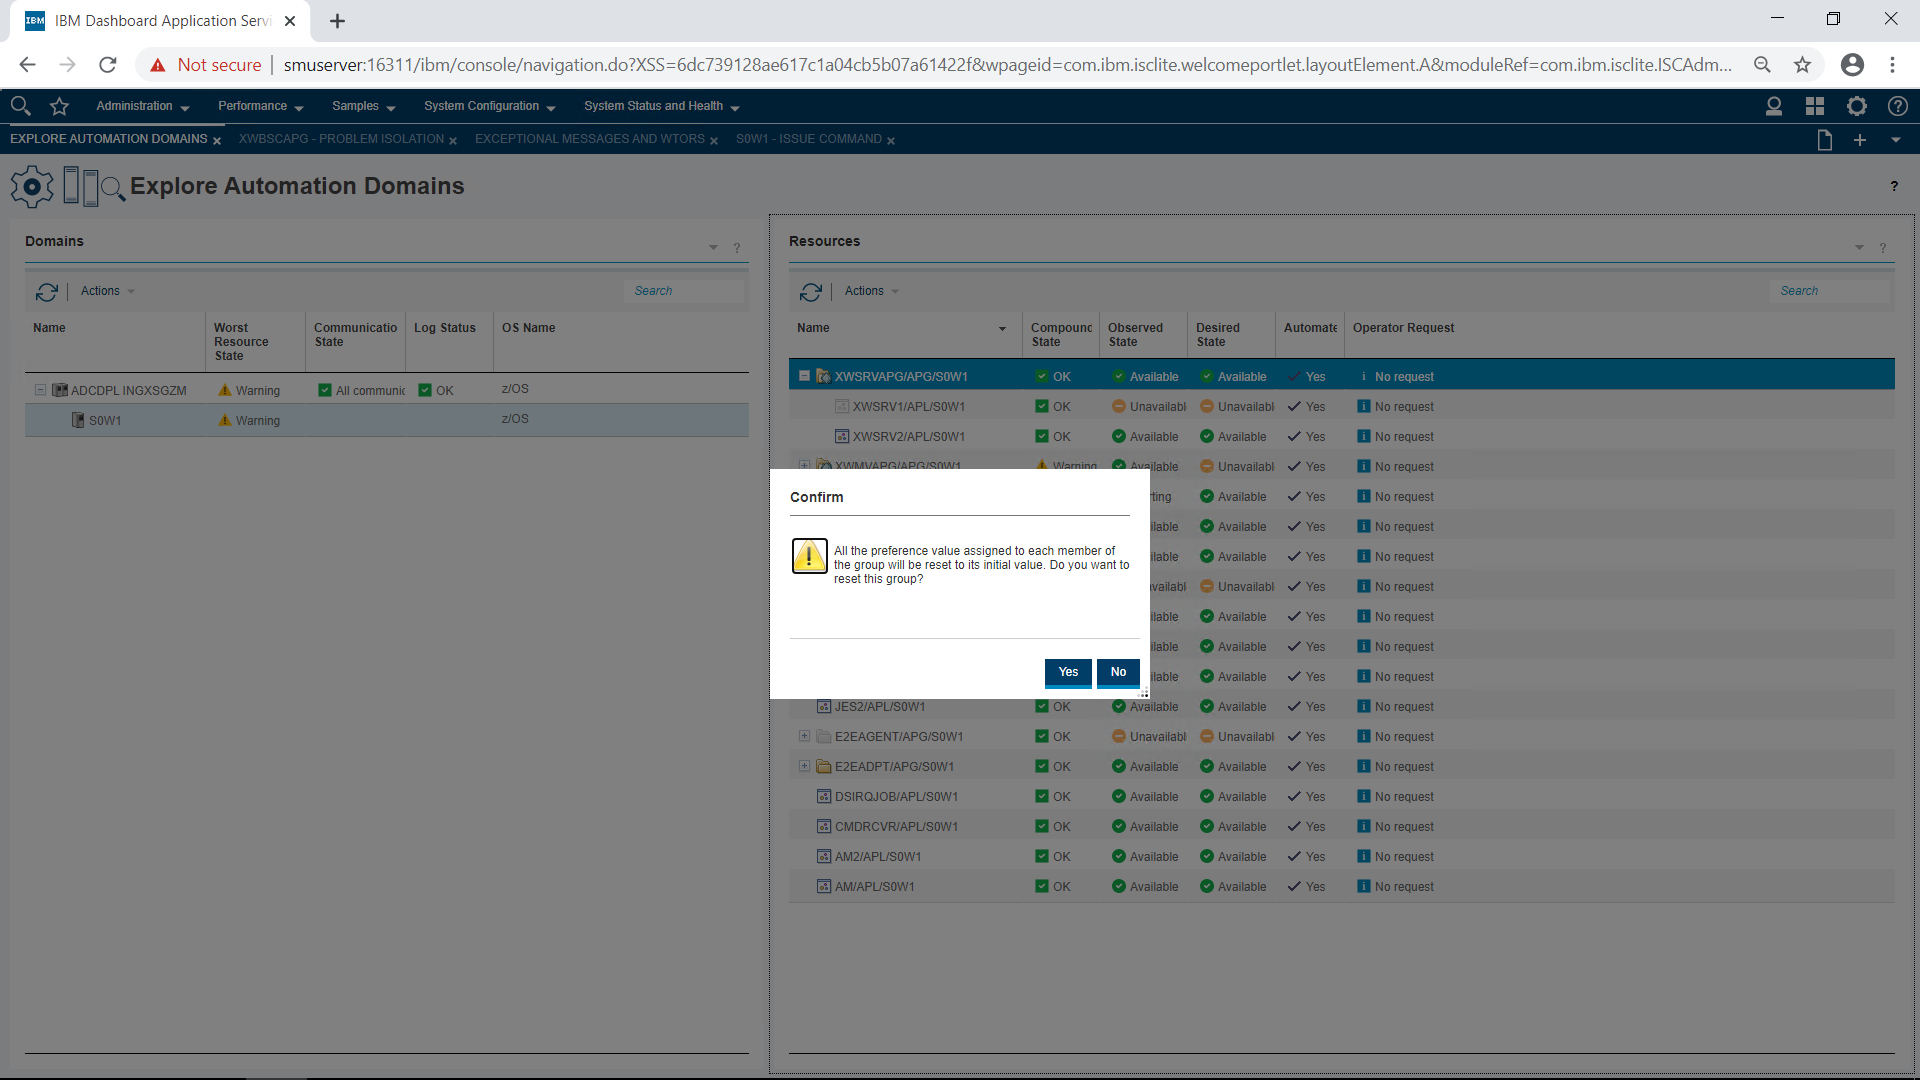 IBM IBM Dashboard Application Servi
Not secure smuserver:16311/ibm/console/navigation.do?XSS=6dc739128ae617c1a04cb5b07a61422f&wpageid=com.ibm.isclite.welcomeportlet.layoutElement.A&moduleRef=com.ibm.isclite.ISCAdm...
Administration Performance Samples System Configuration System Status and Health
EXPLORE AUTOMATION DOMAINS XWBSCAPG - PROBLEM ISOLATION EXCEPTIONAL MESSAGES AND WTORS S0W1 - ISSUE COMMAND
Explore Automation Domains ?
Domains ?
Actions Search
Name Worst Resource State Communicatio State Log Status OS Name
ADCDPL INGXSGZM Warning All communic OK z/OS
S0W1 Warning z/OS
Resources ?
Actions Search
Name Compound State Observed State Desired State Automate Operator Request
XWSRVAPG/APG/S0W1 OK Available Available Yes No request
XWSRV1/APL/S0W1 OK Unavailabl Unavailabl Yes No request
XWSRV2/APL/S0W1 OK Available Available Yes No request
XWMVAPG/APG/S0W1 Warning Available Unavailabl Yes No request
rting Available Yes No request
ilable Available Yes No request
ilable Available Yes No request
vailabl Unavailabl Yes No request
ilable Available Yes No request
ilable Available Yes No request
ilable Available Yes No request
JES2/APL/S0W1 OK Available Available Yes No request
E2EAGENT/APG/S0W1 OK Unavailabl Unavailabl Yes No request
E2EADPT/APG/S0W1 OK Available Available Yes No request
DSIRQJOB/APL/S0W1 OK Available Available Yes No request
CMDRCVR/APL/S0W1 OK Available Available Yes No request
AM2/APL/S0W1 OK Available Available Yes No request
AM/APL/S0W1 OK Available Available Yes No request
Confirm
All the preference value assigned to each member of
the group will be reset to its initial value. Do you want to
reset this group?
Yes No